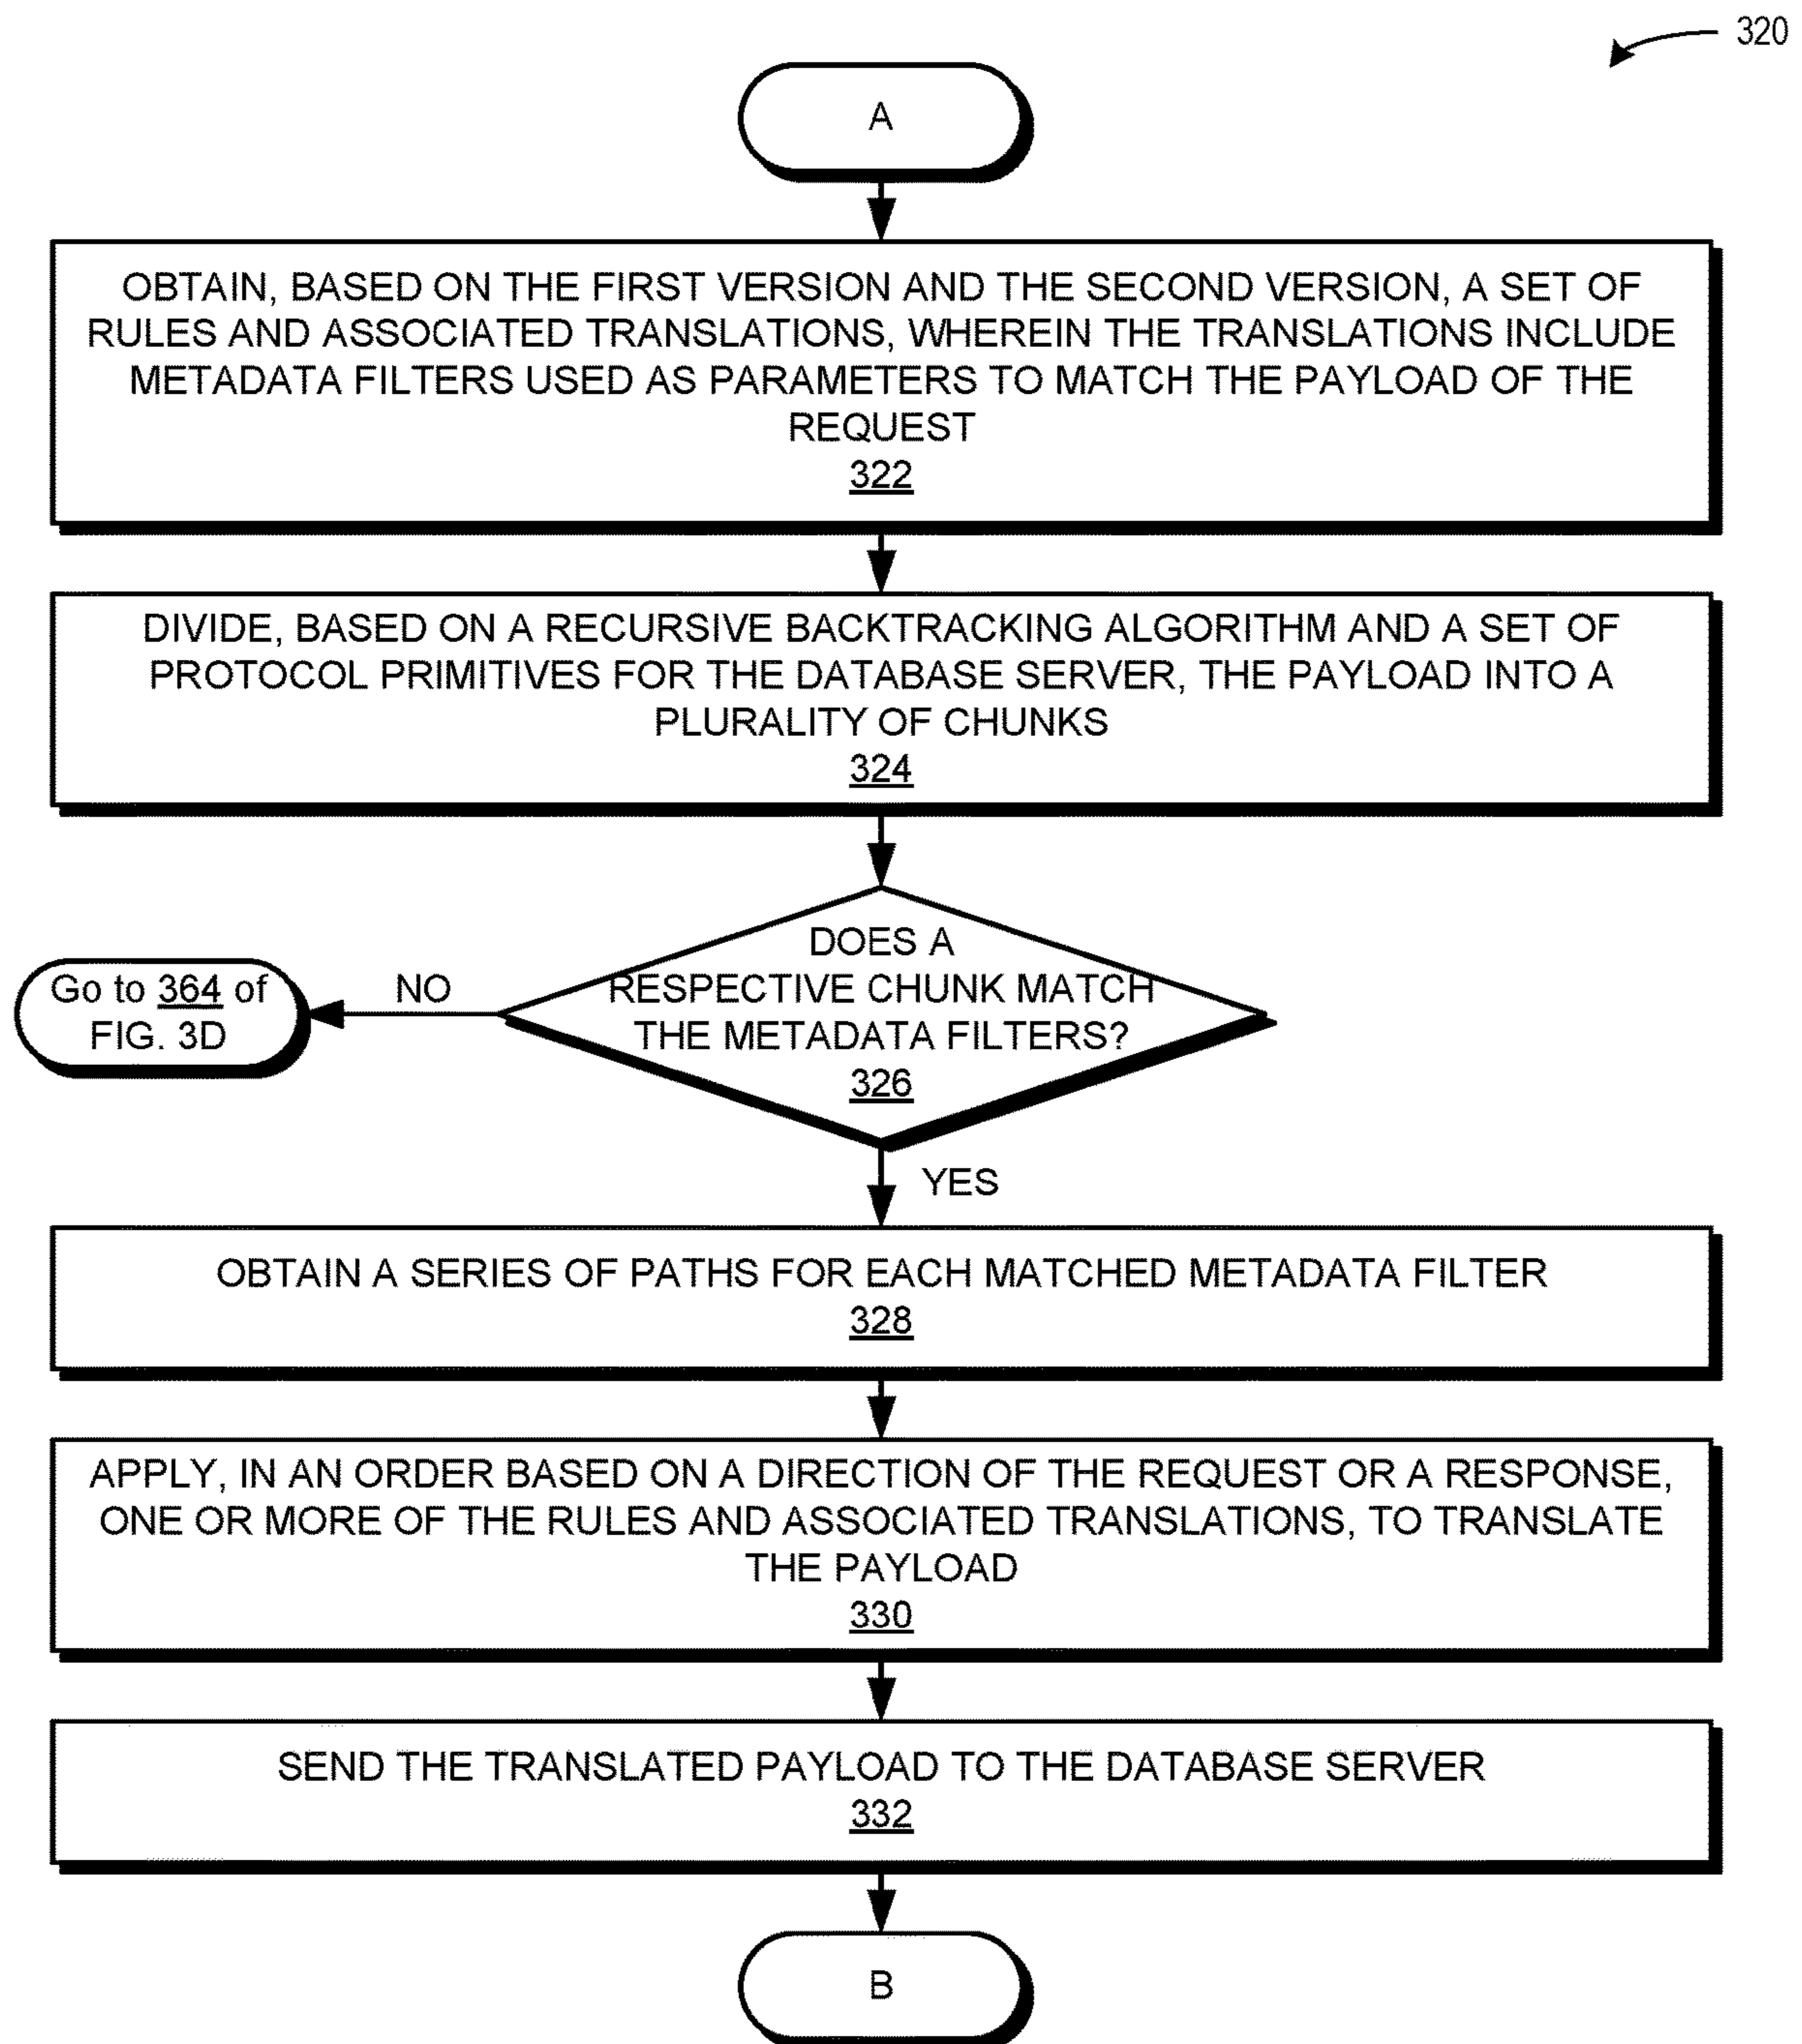 320
A
OBTAIN, BASED ON THE FIRST VERSION AND THE SECOND VERSION, A SET OF
RULES AND ASSOCIATED TRANSLATIONS, WHEREIN THE TRANSLATIONS INCLUDE
METADATA FILTERS USED AS PARAMETERS TO MATCH THE PAYLOAD OF THE
REQUEST
322
DIVIDE, BASED ON A RECURSIVE BACKTRACKING ALGORITHM AND A SET OF
PROTOCOL PRIMITIVES FOR THE DATABASE SERVER, THE PAYLOAD INTO A
PLURALITY OF CHUNKS
324
DOES A
RESPECTIVE CHUNK MATCH
THE METADATA FILTERS?
326
NO
Go to 364 of
FIG. 3D
YES
OBTAIN A SERIES OF PATHS FOR EACH MATCHED METADATA FILTER
328
APPLY, IN AN ORDER BASED ON A DIRECTION OF THE REQUEST OR A RESPONSE,
ONE OR MORE OF THE RULES AND ASSOCIATED TRANSLATIONS, TO TRANSLATE
THE PAYLOAD
330
SEND THE TRANSLATED PAYLOAD TO THE DATABASE SERVER
332
B